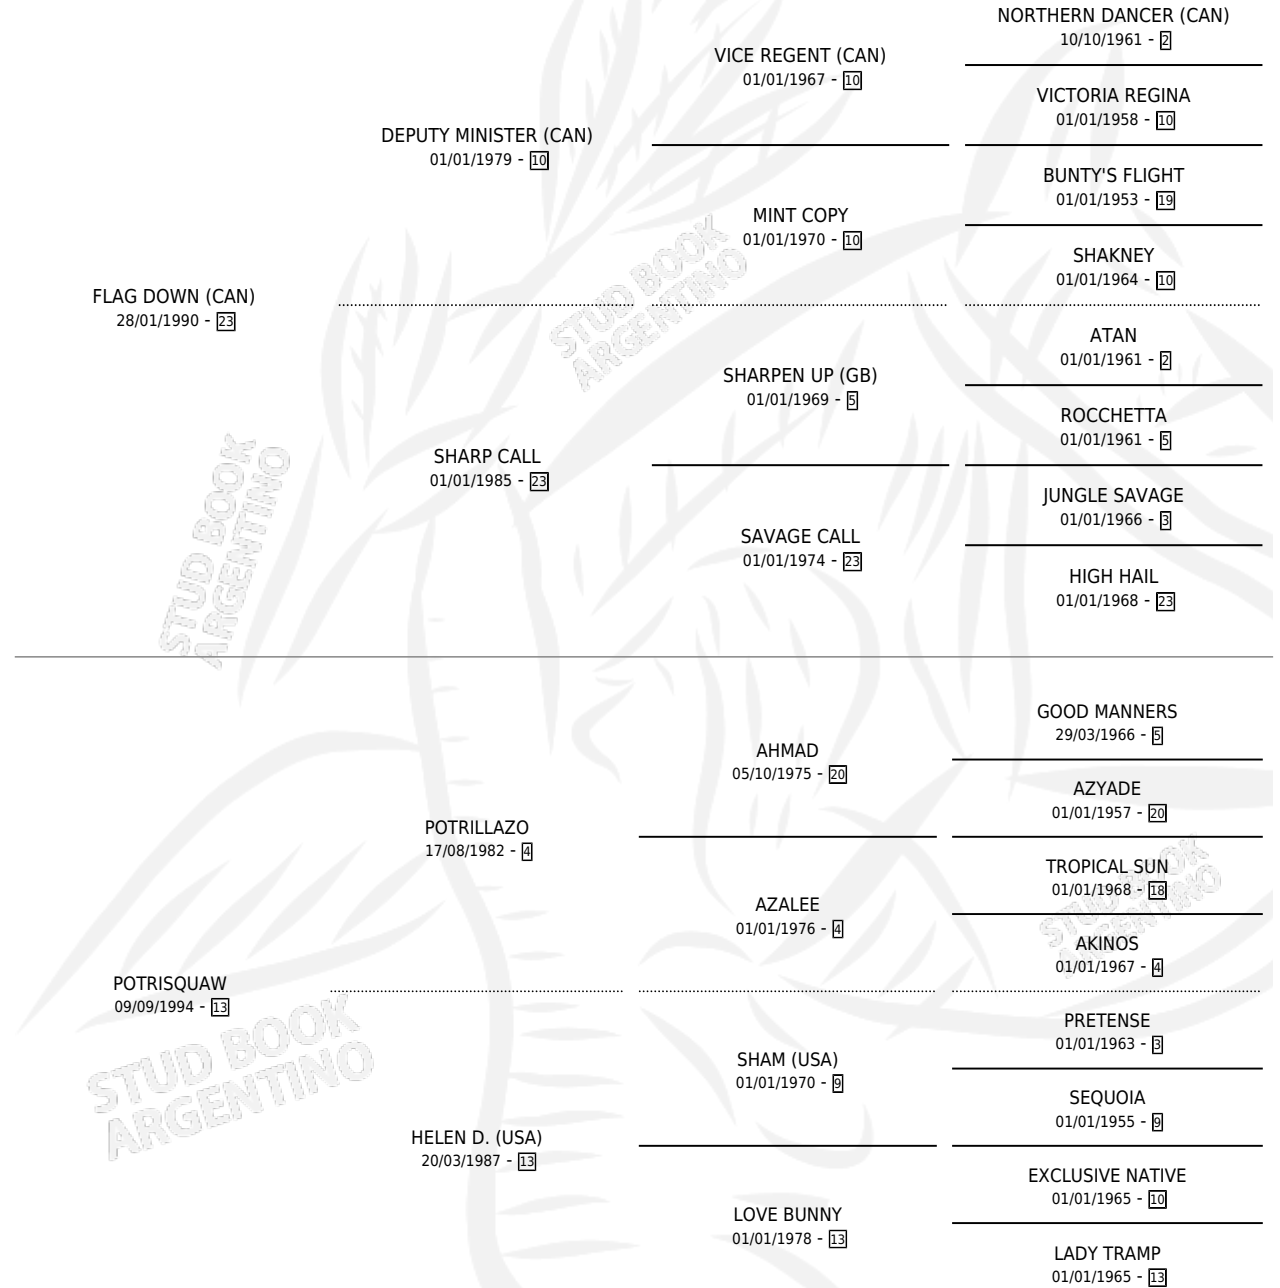 NORTHERN DANCER (CAN)
10/10/1961 - 2
VICE REGENT (CAN)
01/01/1967 - 10
VICTORIA REGINA
01/01/1958 - 10
DEPUTY MINISTER (CAN)
01/01/1979 - 10
BUNTY'S FLIGHT
01/01/1953 - 19
MINT COPY
01/01/1970 - 10
SHAKNEY
01/01/1964 - 10
FLAG DOWN (CAN)
28/01/1990 - 23
STUD BOOK
ARGENTINO
ATAN
01/01/1961 - 2
SHARPEN UP (GB)
01/01/1969 - 5
ROCCHETTA
01/01/1961 - 5
SHARP CALL
01/01/1985 - 23
JUNGLE SAVAGE
01/01/1966 - 3
SAVAGE CALL
01/01/1974 - 23
HIGH HAIL
01/01/1968 - 23
STUD BOOK
ARGENTINO
GOOD MANNERS
29/03/1966 - 5
AHMAD
05/10/1975 - 20
AZYADE
01/01/1957 - 20
POTRILLAZO
17/08/1982 - 4
TROPICAL SUN
01/01/1968 - 18
AZALEE
01/01/1976 - 4
STUD BOOK
ARGENTINO
AKINOS
01/01/1967 - 4
POTRISQUAW
09/09/1994 - 13
PRETENSE
01/01/1963 - 3
SHAM (USA)
01/01/1970 - 9
SEQUOIA
01/01/1955 - 9
STUD BOOK
ARGENTINO
HELEN D. (USA)
20/03/1987 - 13
EXCLUSIVE NATIVE
01/01/1965 - 10
LOVE BUNNY
01/01/1978 - 13
LADY TRAMP
01/01/1965 - 13